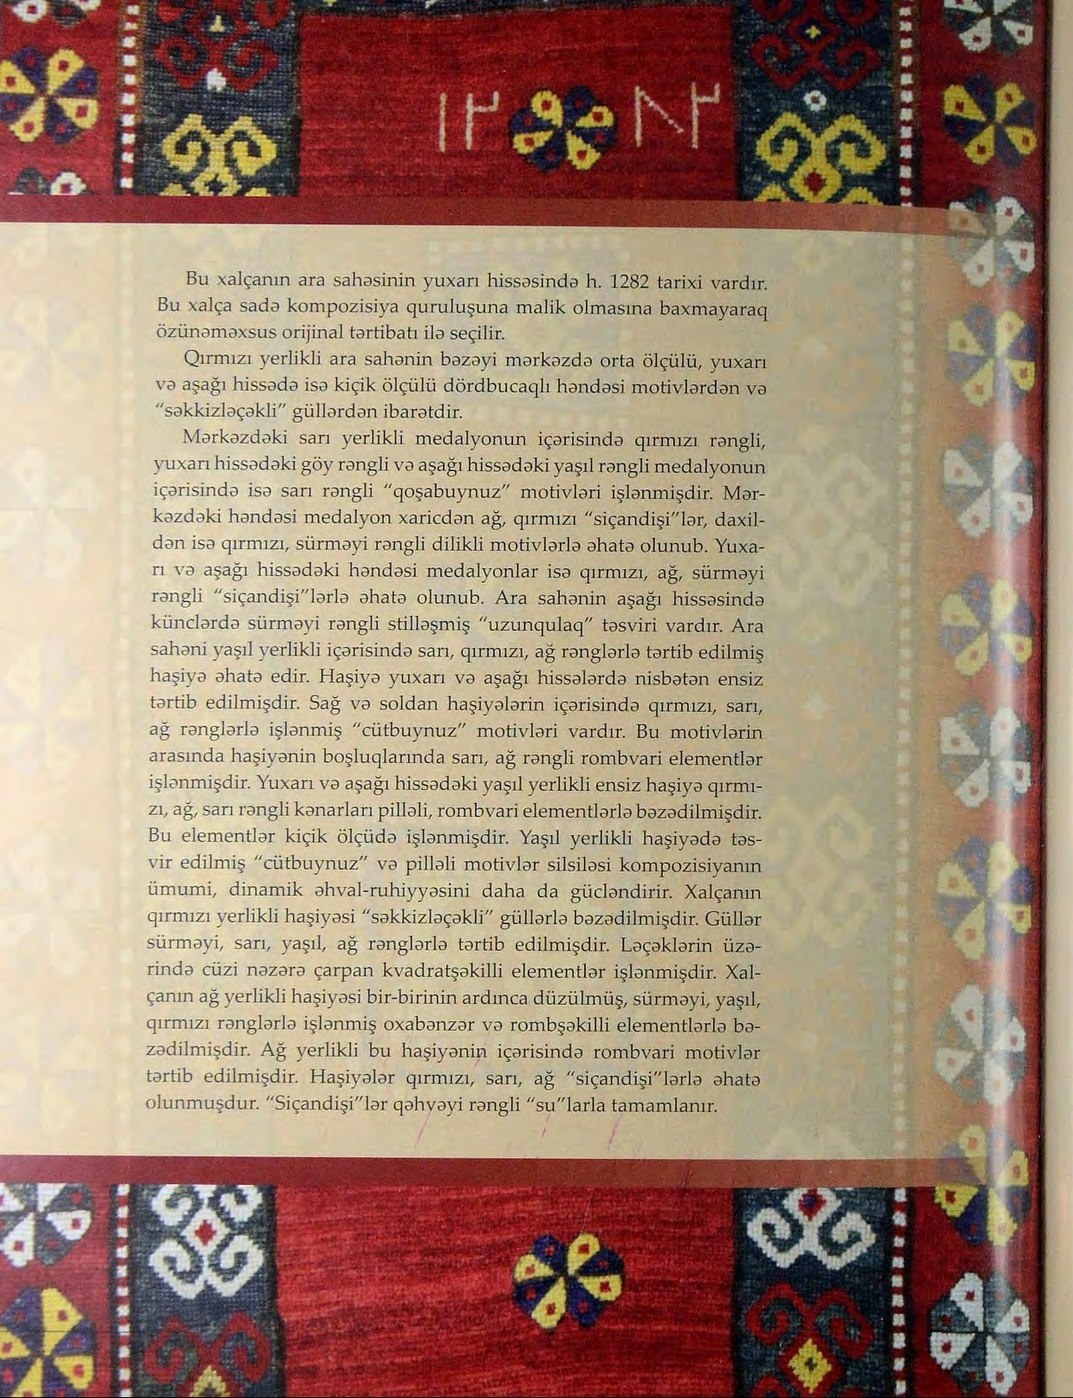 ١٢ ٨٢
Bu xalçanın ara sahəsinin yuxarı hissəsində h. 1282 tarixi vardır.
Bu xalça sadə kompozisiya quruluşuna malik olmasına baxmayaraq
özünəməxsus orijinal tərtibatı ilə seçilir.
Qırmızı yerlikli ara sahənin bəzəyi mərkəzdə orta ölçülü, yuxarı
və aşağı hissədə isə kiçik ölçülü dördbucaqlı həndəsi motivlərdən və
"səkkizləçəkli" güllərdən ibarətdir.
Mərkəzdəki sarı yerlikli medalyonun içərisində qırmızı rəngli,
yuxarı hissədəki göy rəngli və aşağı hissədəki yaşıl rəngli medalyonun
içərisində isə sarı rəngli "qoşabuynuz" motivləri işlənmişdir. Mər-
kəzdəki həndəsi medalyon xaricdən ağ, qırmızı "siçandişi"lər, daxil-
dən isə qırmızı, sürməyi rəngli dilikli motivlərlə əhatə olunub. Yuxa-
rı və aşağı hissədəki həndəsi medalyonlar isə qırmızı, ağ, sürməyi
rəngli "siçandişi"lərlə əhatə olunub. Ara sahənin aşağı hissəsində
künclərdə sürməyi rəngli stilləşmiş "uzunqulaq" təsviri vardır. Ara
sahəni yaşıl yerlikli içərisində sarı, qırmızı, ağ rənglərlə tərtib edilmiş
haşiyə əhatə edir. Haşiyə yuxarı və aşağı hissələrdə nisbətən ensiz
tərtib edilmişdir. Sağ və soldan haşiyələrin içərisində qırmızı, sarı,
ağ rənglərlə işlənmiş "cütbuynuz" motivləri vardır. Bu motivlərin
arasında haşiyənin boşluqlarında sarı, ağ rəngli rombvari elementlər
işlənmişdir. Yuxarı və aşağı hissədəki yaşıl yerlikli ensiz haşiyə qırmı-
zı, ağ, sarı rəngli kənarları pilləli, rombvari elementlərlə bəzədilmişdir.
Bu elementlər kiçik ölçüdə işlənmişdir. Yaşıl yerlikli haşiyədə təs-
vir edilmiş "cütbuynuz" və pilləli motivlər silsiləsi kompozisiyanın
ümumi, dinamik əhval-ruhiyyəsini daha da gücləndirir. Xalçanın
qırmızı yerlikli haşiyəsi "səkkizləçəkli" güllərlə bəzədilmişdir. Güllər
sürməyi, sarı, yaşıl, ağ rənglərlə tərtib edilmişdir. Ləçəklərin üzə-
rində cüzi nəzərə çarpan kvadratşəkilli elementlər işlənmişdir. Xal-
çanın ağ yerlikli haşiyəsi bir-birinin ardınca düzülmüş, sürməyi, yaşıl,
qırmızı rənglərlə işlənmiş oxabənzər və rombşəkilli elementlərlə bə-
zədilmişdir. Ağ yerlikli bu haşiyənin içərisində rombvari motivlər
tərtib edilmişdir. Haşiyələr qırmızı, sarı, ağ "siçandişi"lərlə əhatə
olunmuşdur. "Siçandişi"lər qəhvəyi rəngli "su"larla tamamlanır.